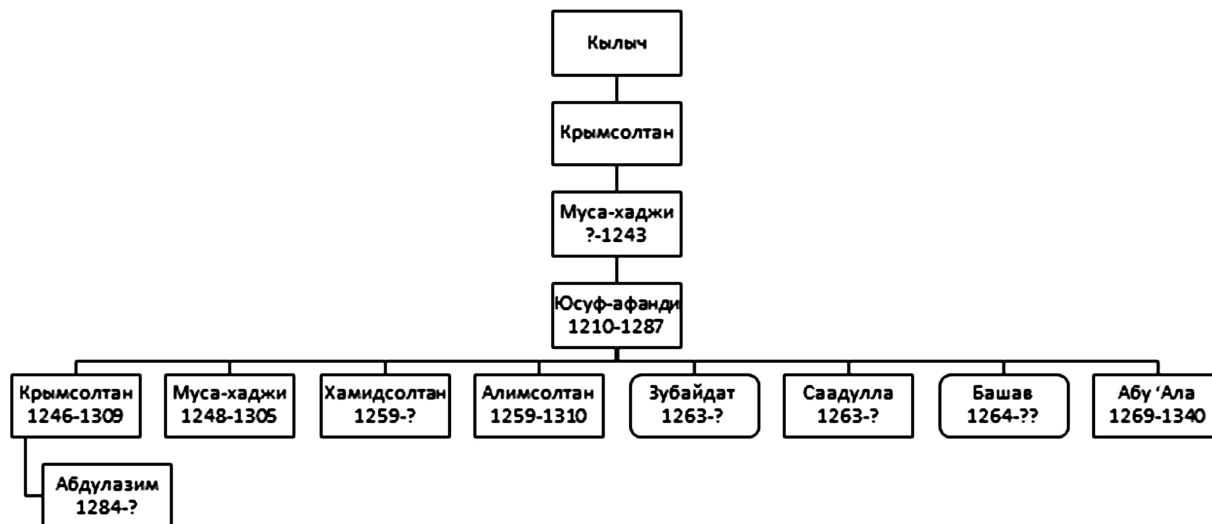 Кылыч
Крымсолтан
Муса-хаджи
?-1243
Юсуф-афанди
1210-1287
Крымсолтан
1246-1309
Муса-хаджи
1248-1305
Хамидсолтан
1259-?
Алимсолтан
1259-1310
Зубайдат
1263-?
Саадулла
1263-?
Башав
1264-??
Абу ‘Ала
1269-1340
Абдулазим
1284-?